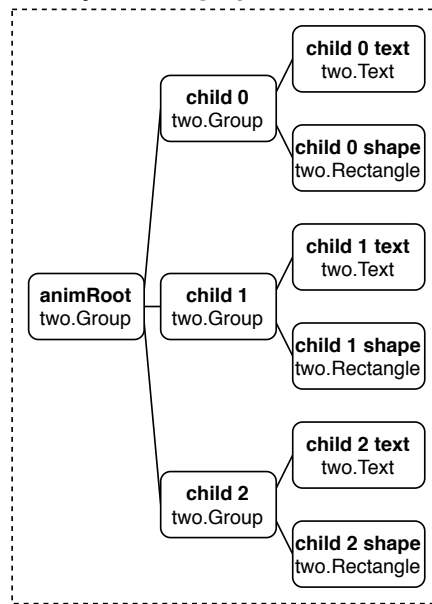 child 0 text
two.Text
child 0
two.Group
child 0 shape
two.Rectangle
child 1 text
two.Text
animRoot
two.Group
child 1
two.Group
child 1 shape
two.Rectangle
child 2 text
two.Text
child 2
two.Group
child 2 shape
two.Rectangle